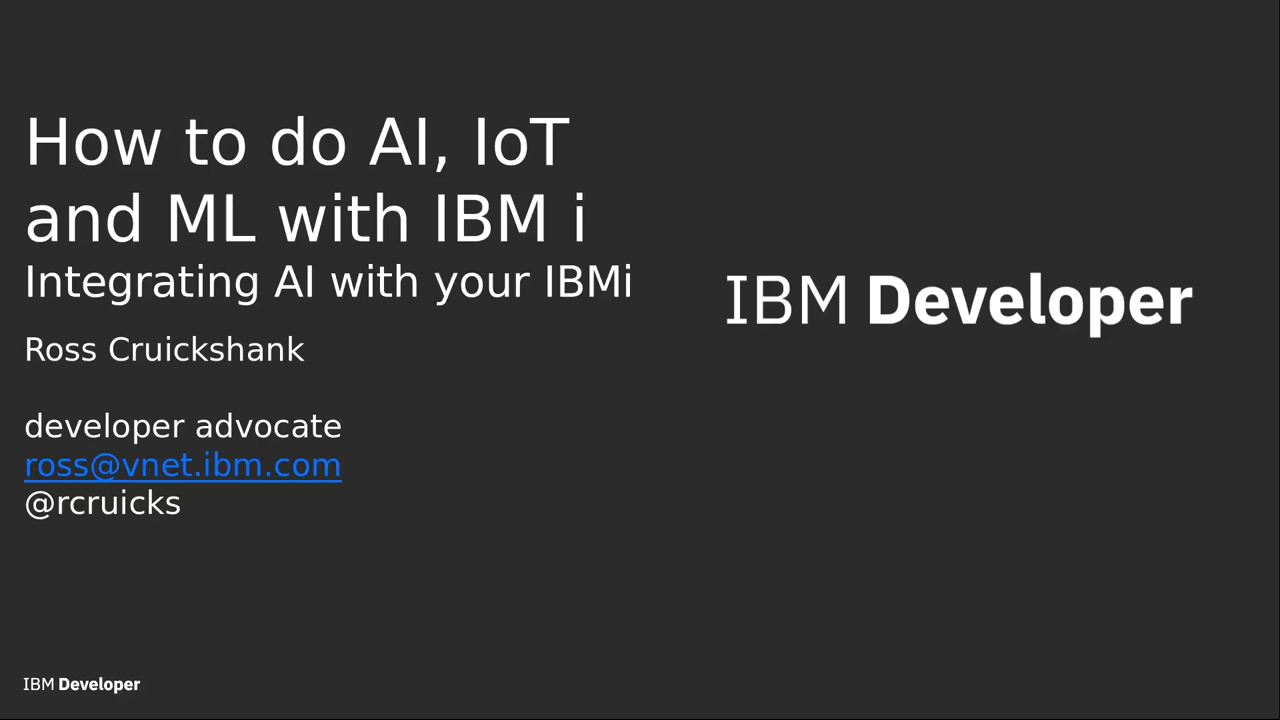 How to do AI, IoT
and ML with IBM i
Integrating AI with your IBMi
Ross Cruickshank
developer advocate
ross@vnet.ibm.com
@rcruicks
IBM Developer
IBM Developer